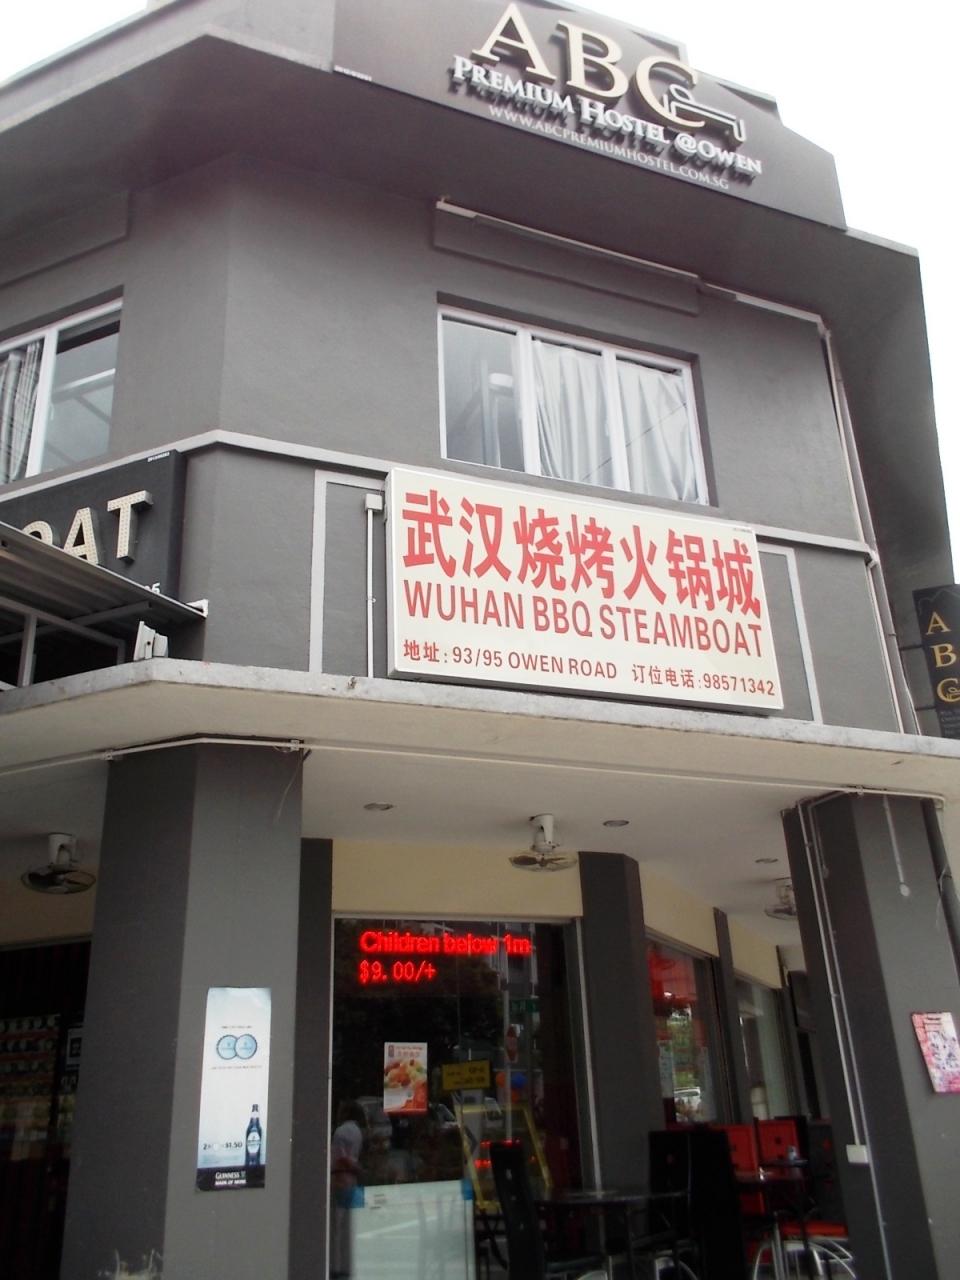 ABC
PREMIUM HOSTEL @OWEN
WWW.ABCPREMIUMHOSTEL.COM.SG
OAT
武汉烧烤火锅城
WUHAN BBQ STEAMBOAT
地址:93/95 OWEN ROAD 订位电话:98571342
A
B
C
Children below 1m
$9.00/+
GUINNESS